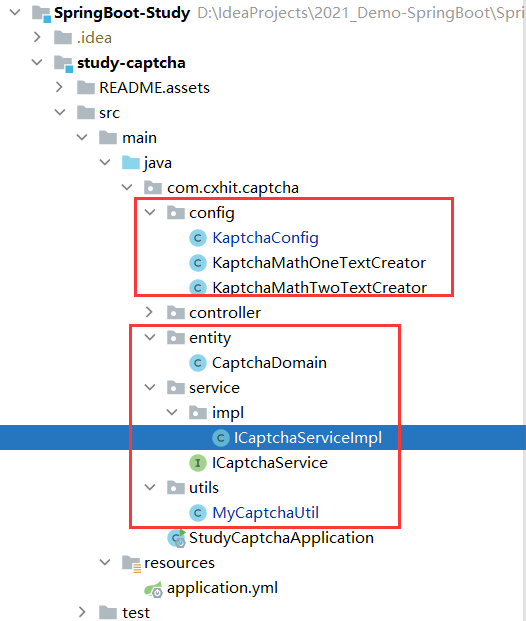 SpringBoot-Study D:\IdeaProjects\2021_Demo-SpringBoot\Spri
.idea
study-captcha
README.assets
src
main
java
com.cxhit.captcha
config
KaptchaConfig
KaptchaMathOneTextCreator
KaptchaMathTwoTextCreator
controller
entity
CaptchaDomain
service
impl
ICaptchaServiceImpl
ICaptchaService
utils
MyCaptchaUtil
StudyCaptchaApplication
resources
application.yml
test